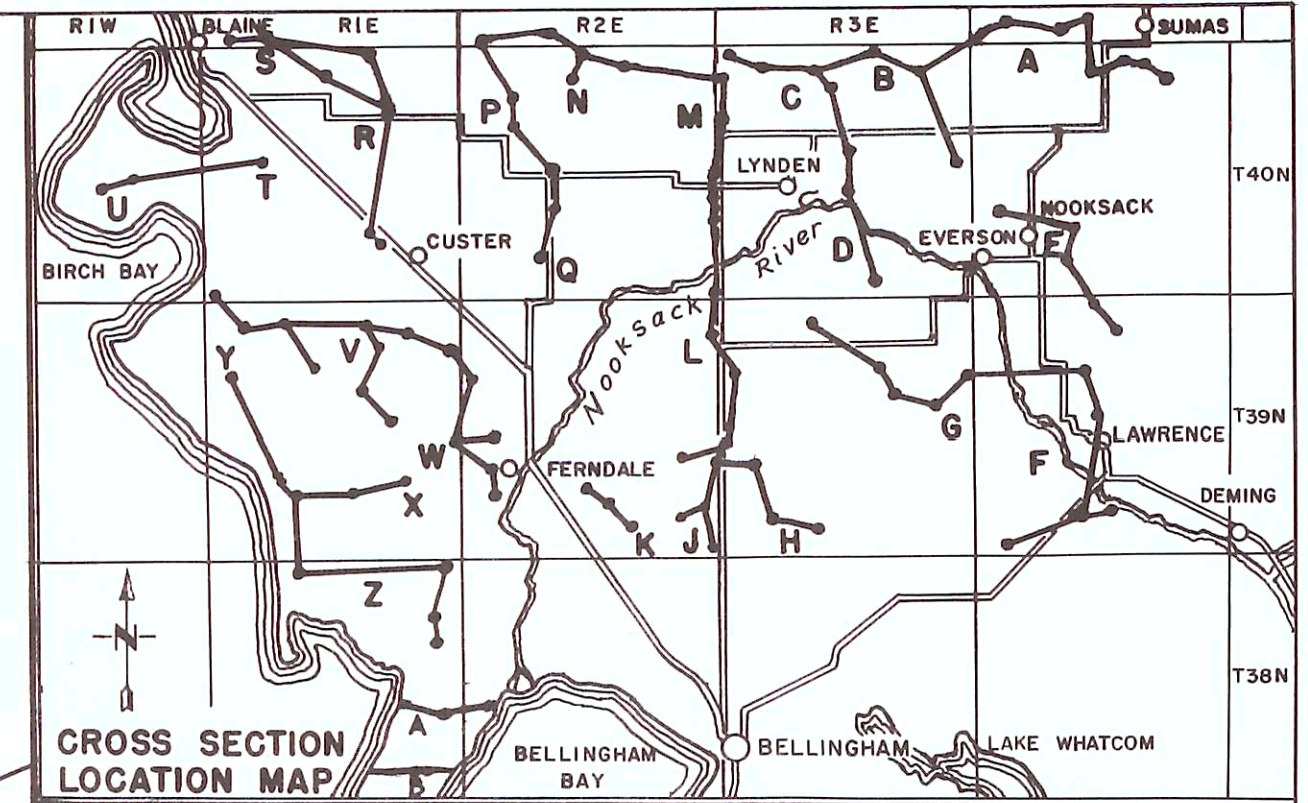 R1W
BLAINE
R1E
R2E
R3E
SUMAS
S
A
B
C
P
N
M
R
LYNDEN
T40N
T
U
NOOKSACK
EVERSON
E
CUSTER
River
D
BIRCH BAY
Q
Nooksack
L
Y
V
G
T39N
LAWRENCE
W
FERNDALE
F
DEMING
X
K
J
H
Z
N
T38N
A
CROSS SECTION
LOCATION MAP
BELLINGHAM
BAY
BELLINGHAM
LAKE WHATCOM